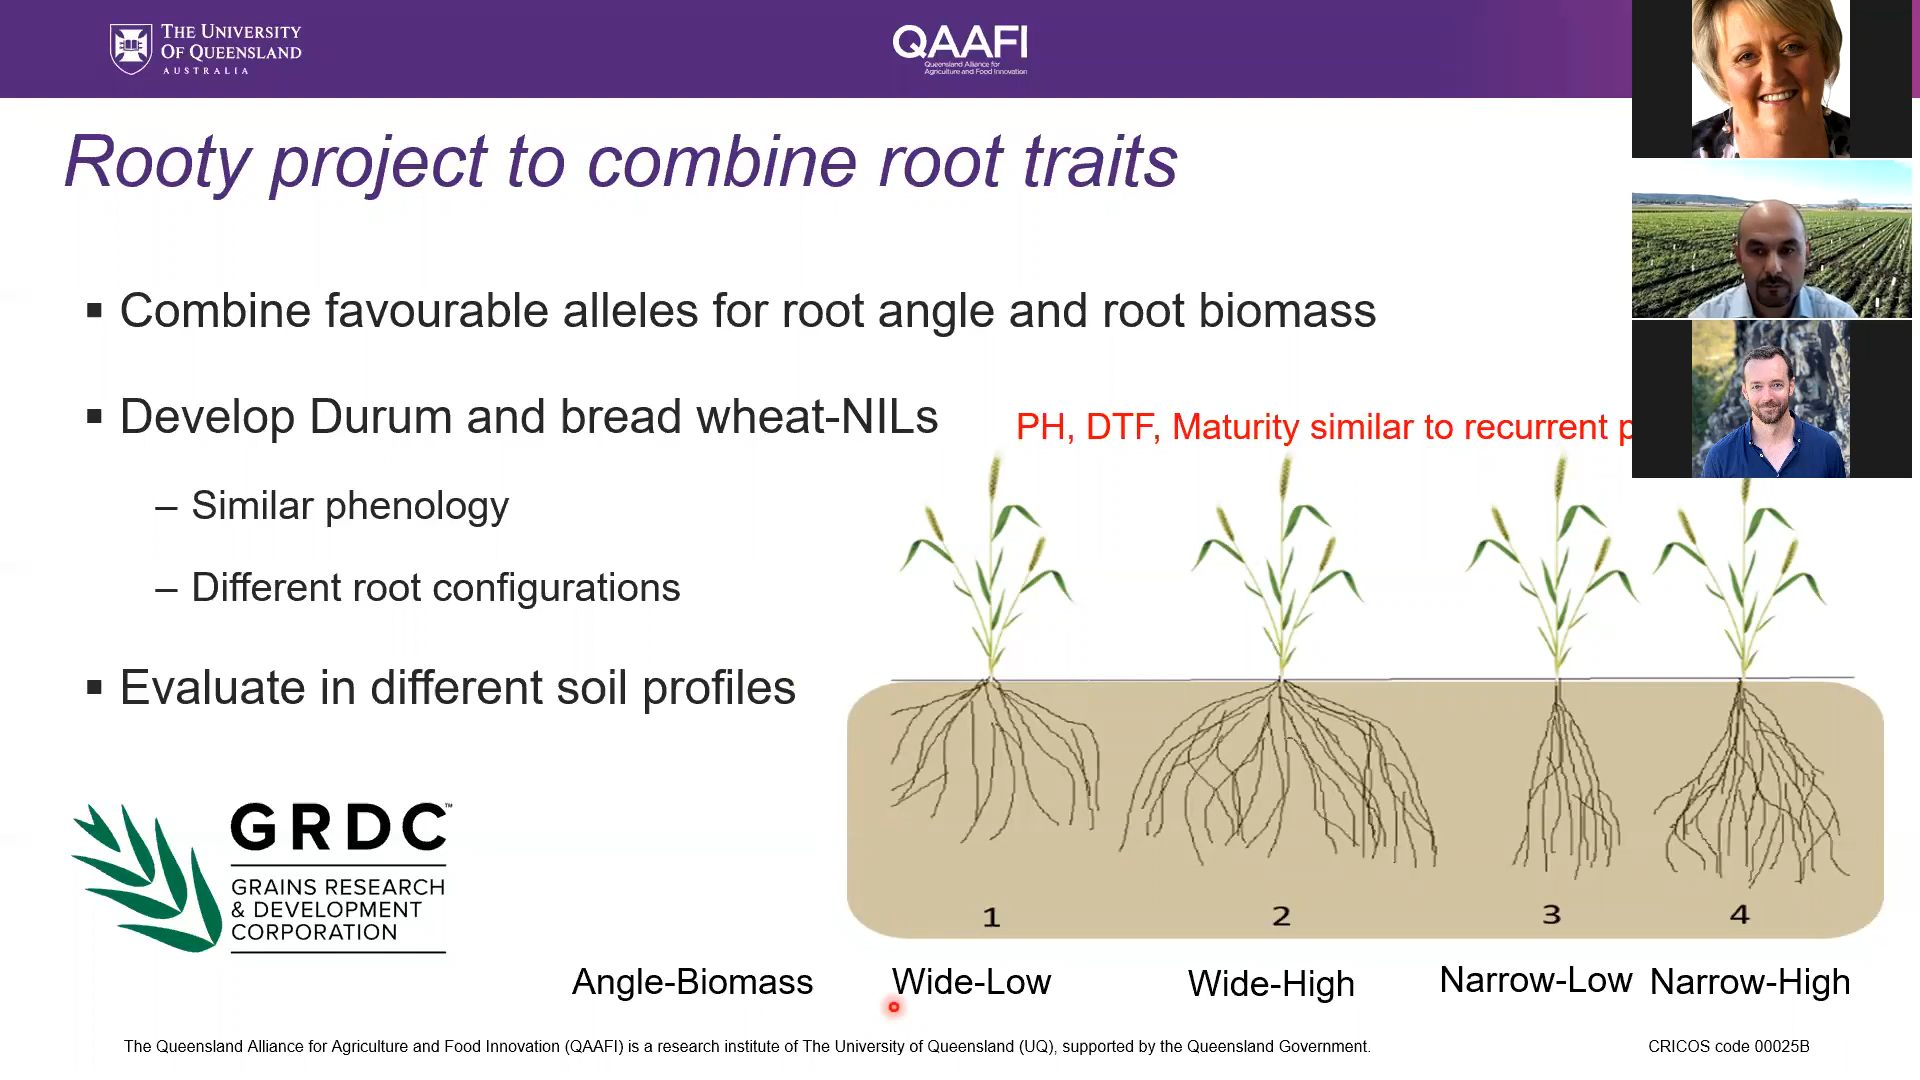 THE UNIVERSITY
OF QUEENSLAND
AUSTRALIA
QAAFI
Queensland Alliance for
Agriculture and Food Innovation
Rooty project to combine root traits
▪ Combine favourable alleles for root angle and root biomass
▪ Develop Durum and bread wheat-NILs
PH, DTF, Maturity similar to recurrent p
– Similar phenology
– Different root configurations
▪ Evaluate in different soil profiles
GRDC™
GRAINS RESEARCH
& DEVELOPMENT
CORPORATION
1 2 3 4
Angle-Biomass Wide-Low Wide-High Narrow-Low Narrow-High
The Queensland Alliance for Agriculture and Food Innovation (QAAFI) is a research institute of The University of Queensland (UQ), supported by the Queensland Government.
CRICOS code 00025B